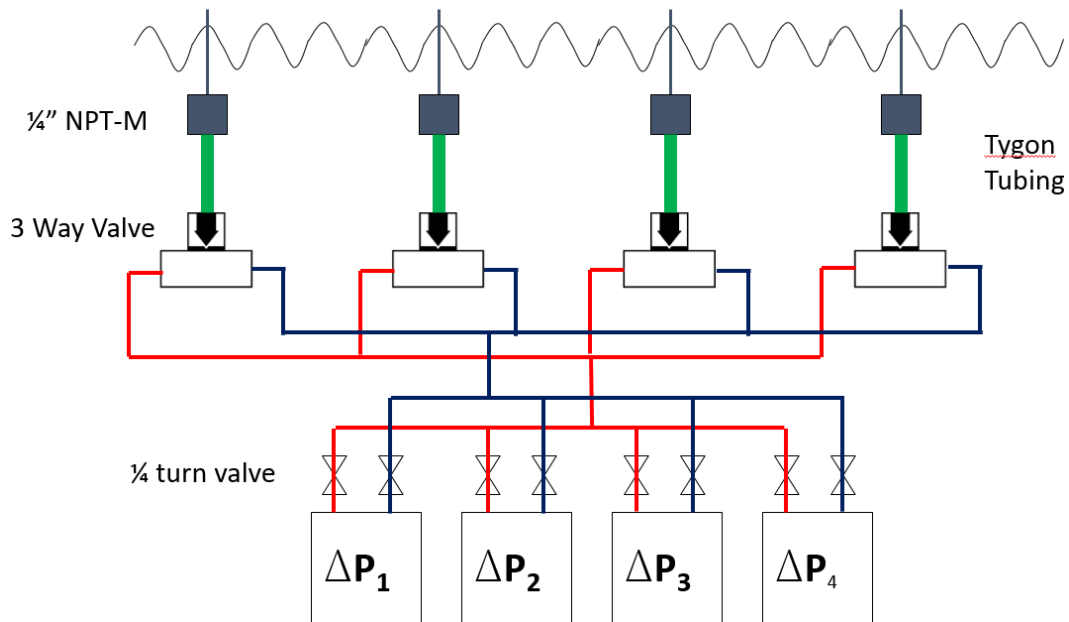 ¼” NPT-M
Tygon
Tubing
3 Way Valve
¼ turn valve
ΔP₁
ΔP₂
ΔP₃
ΔP₄